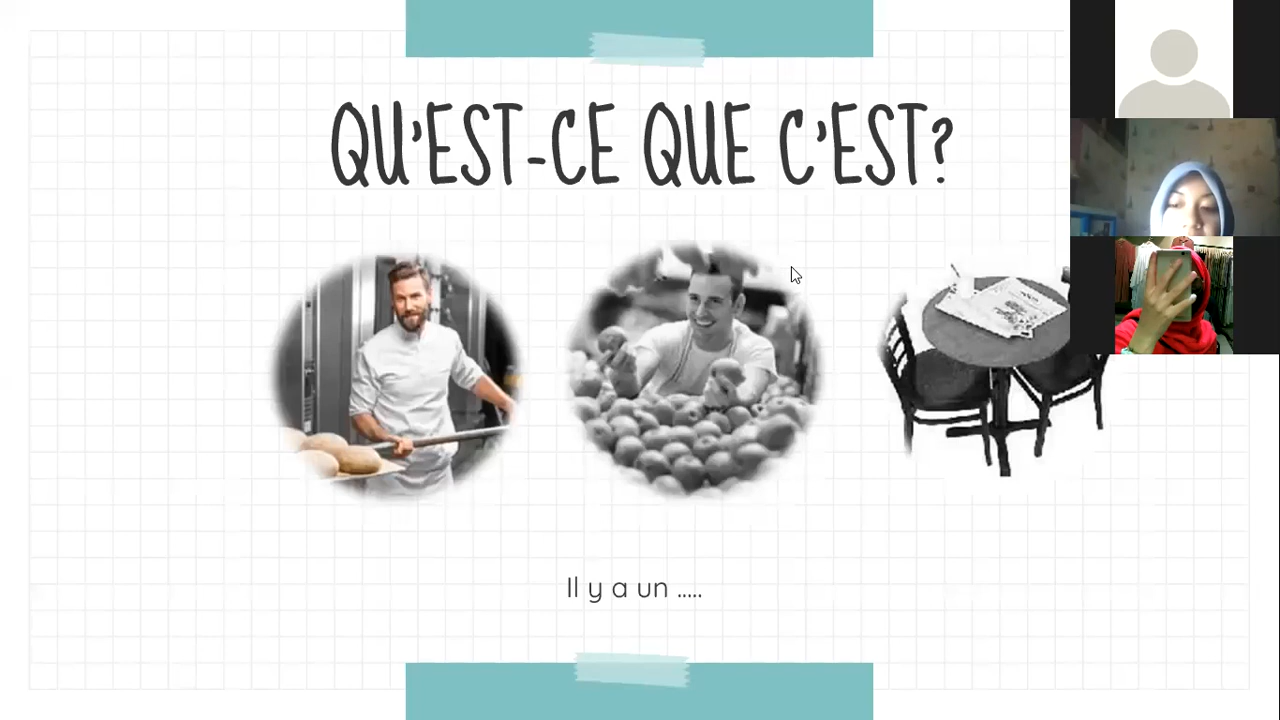 QU'EST-CE QUE C'EST?
Il y a un .....